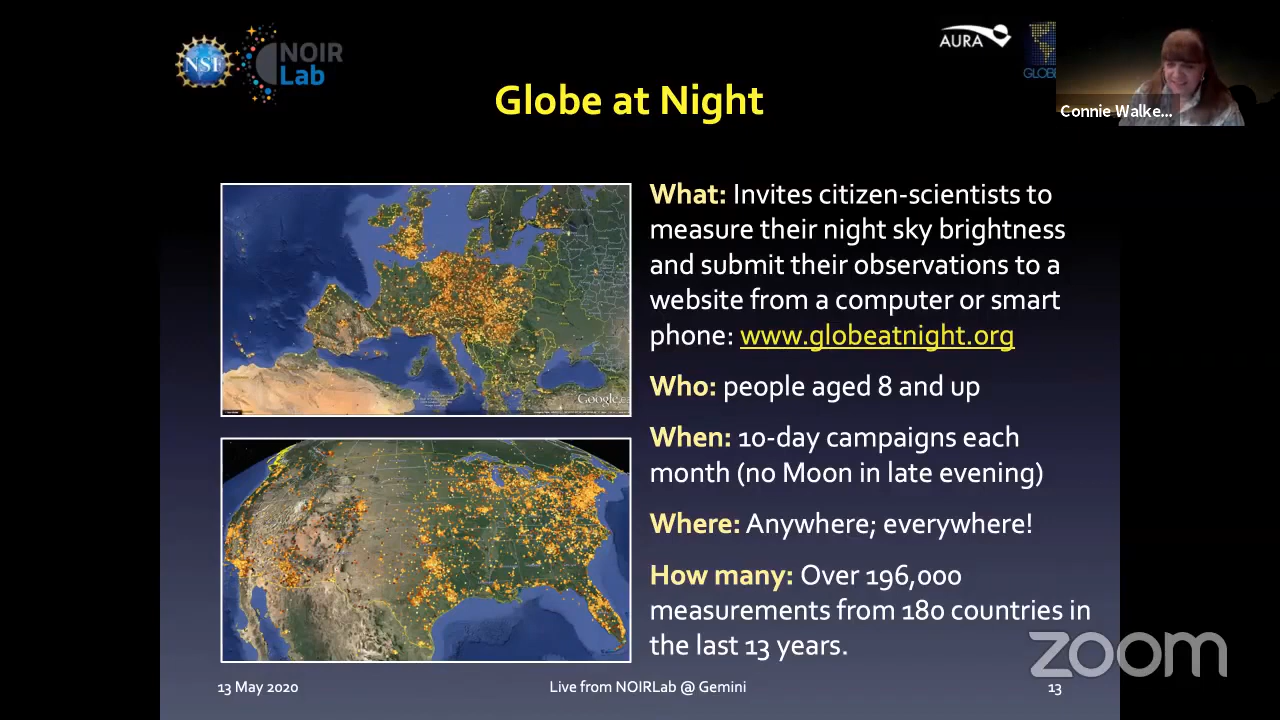 NSF
NOIR
Lab
AURA
GLOBE
Connie Walke...
Globe at Night
What: Invites citizen-scientists to
measure their night sky brightness
and submit their observations to a
website from a computer or smart
phone: www.globeatnight.org
Who: people aged 8 and up
When: 10-day campaigns each
month (no Moon in late evening)
Where: Anywhere; everywhere!
How many: Over 196,000
measurements from 180 countries in
the last 13 years.
Google
zoom
13 May 2020
Live from NOIRLab @ Gemini
13